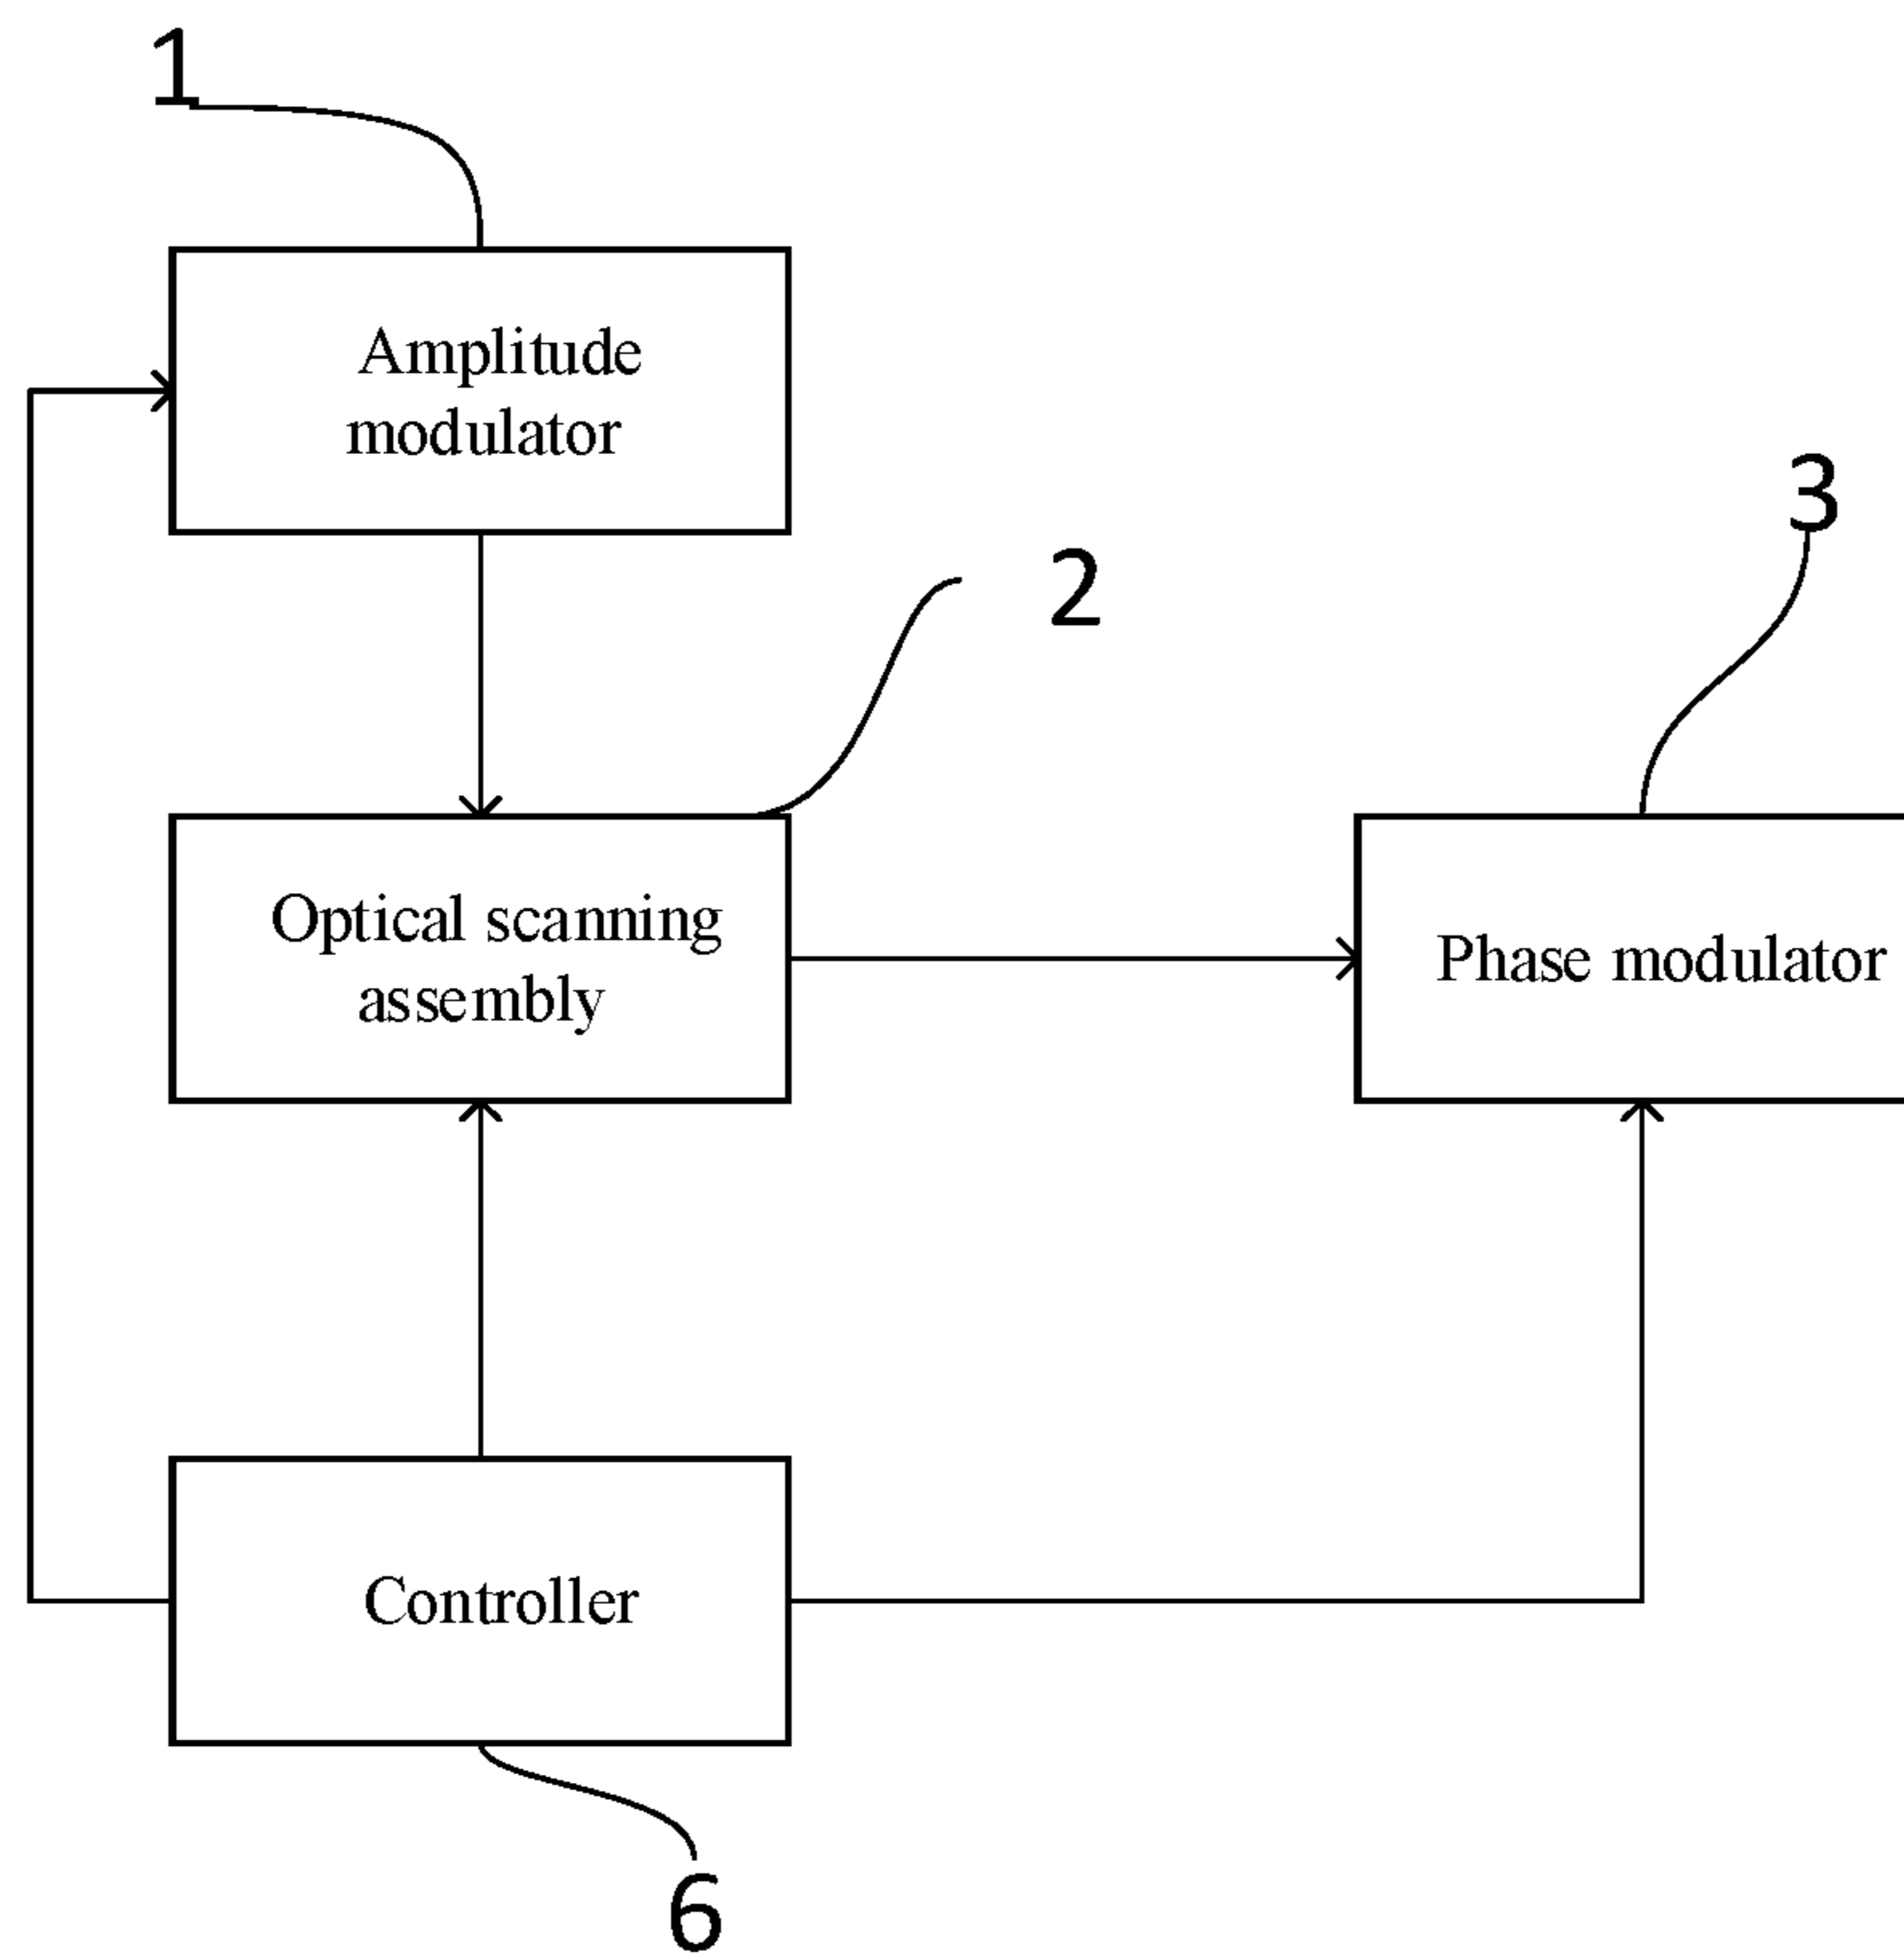 1
Amplitude
modulator
3
2
Optical scanning
assembly
Phase modulator
Controller
6